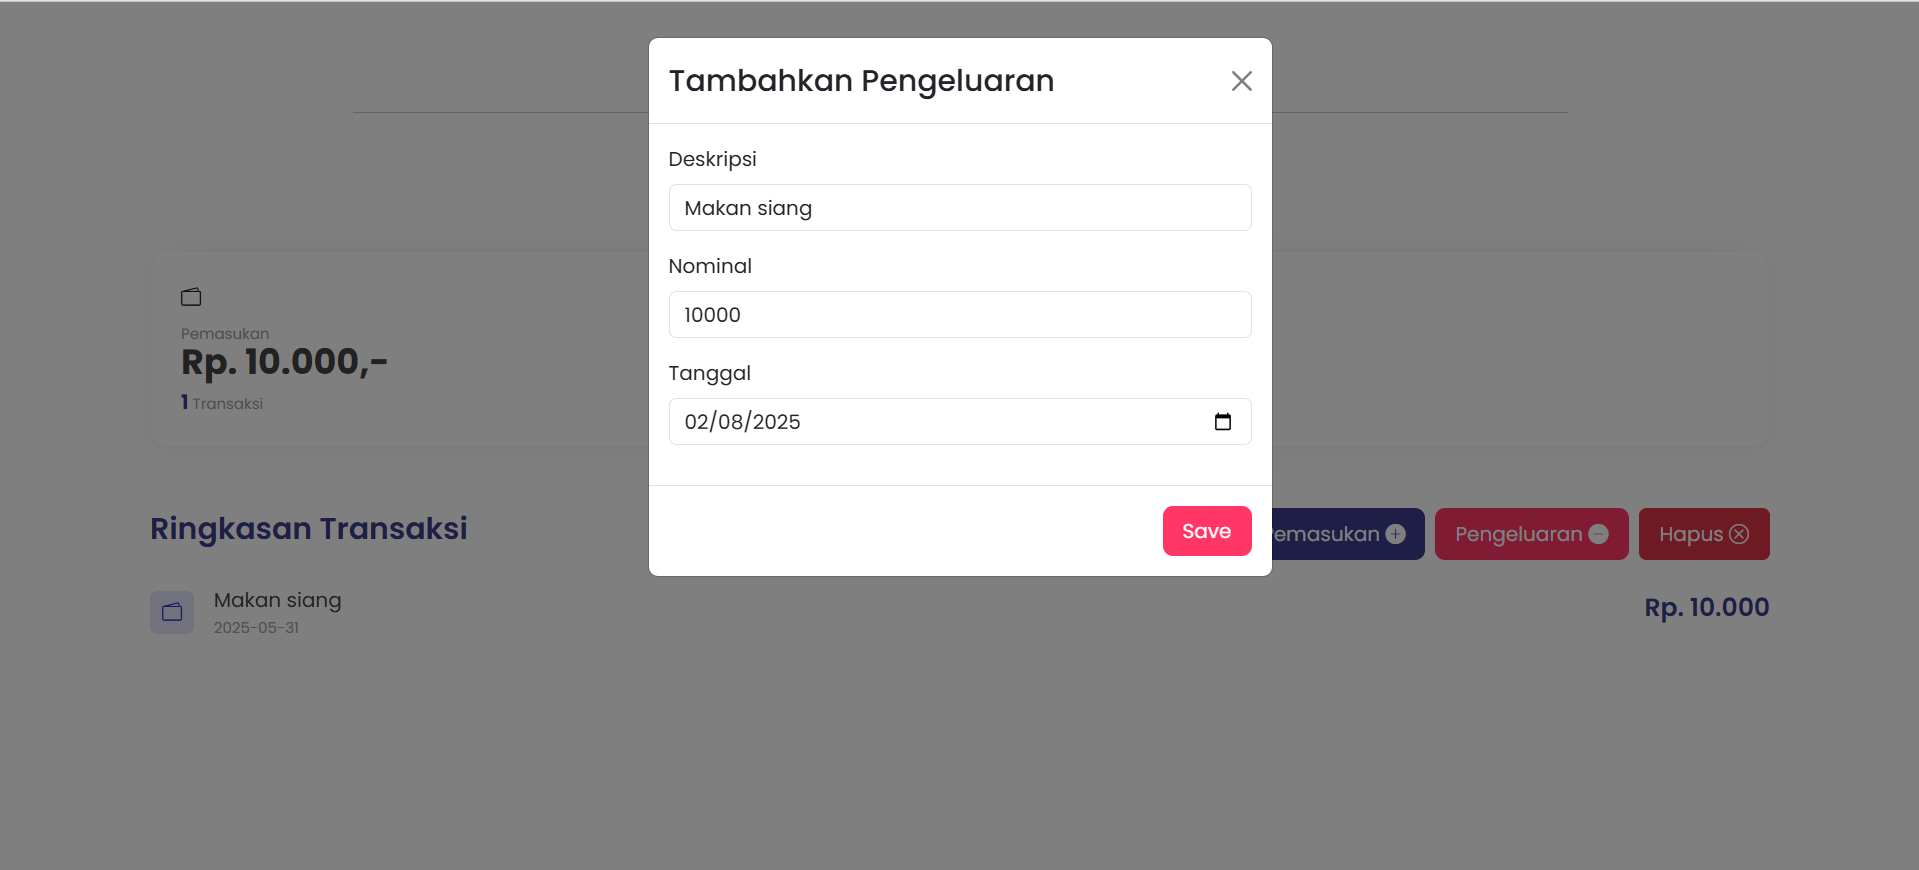 Tambahkan Pengeluaran
Deskripsi
Makan siang
Nominal
10000
Tanggal
02/08/2025
Save
Pemasukan
Rp. 10.000,-
1 Transaksi
Ringkasan Transaksi
Pemasukan
Pengeluaran
Hapus
Makan siang
2025-05-31
Rp. 10.000